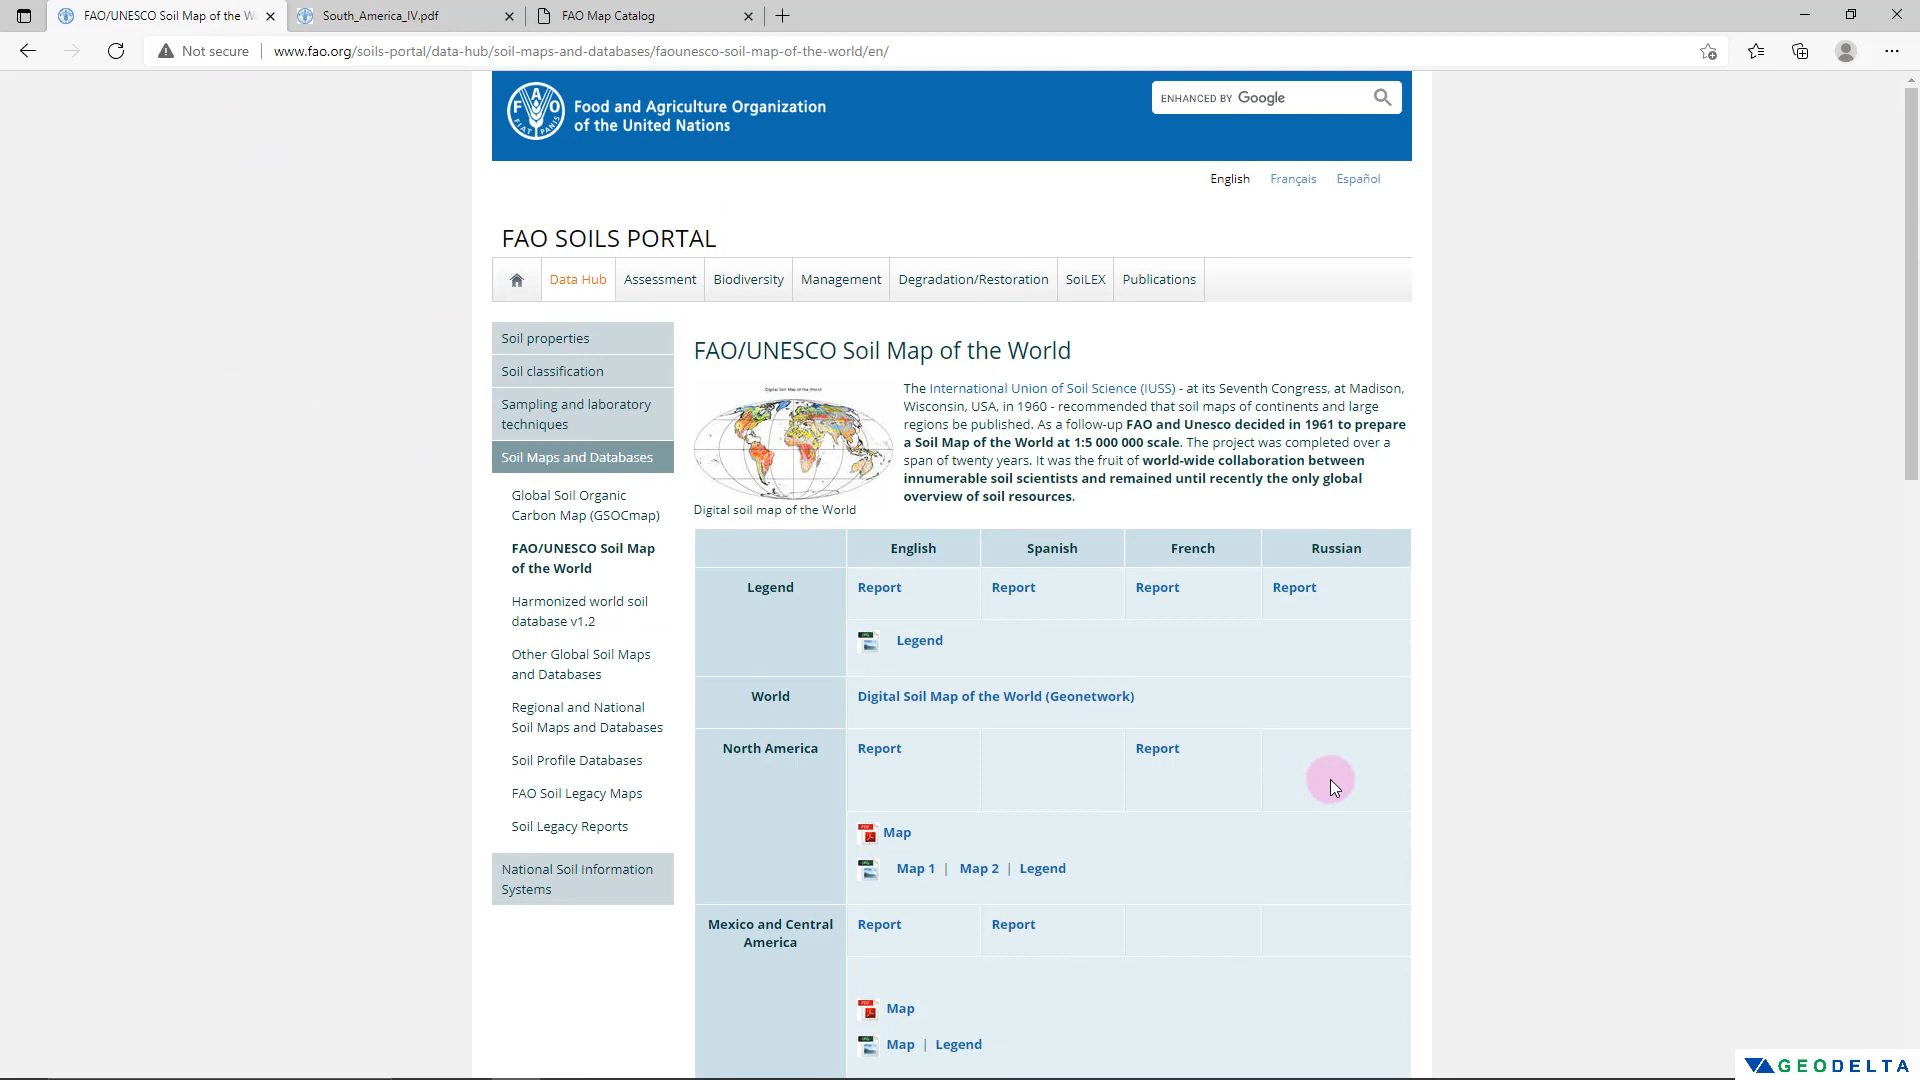 FAO/UNESCO Soil Map of the W
South_America_IV.pdf
FAO Map Catalog
Not secure
www.fao.org/soils-portal/data-hub/soil-maps-and-databases/faounesco-soil-map-of-the-world/en/
FAO
FIAT PANIS
Food and Agriculture Organization
of the United Nations
ENHANCED BY Google
English Français Español
FAO SOILS PORTAL
Data Hub Assessment Biodiversity Management Degradation/Restoration SoiLEX Publications
Soil properties
Soil classification
Sampling and laboratory
techniques
Soil Maps and Databases
Global Soil Organic
Carbon Map (GSOCmap)
FAO/UNESCO Soil Map
of the World
Harmonized world soil
database v1.2
Other Global Soil Maps
and Databases
Regional and National
Soil Maps and Databases
Soil Profile Databases
FAO Soil Legacy Maps
Soil Legacy Reports
National Soil Information
Systems
FAO/UNESCO Soil Map of the World
Digital Soil Map of the World
Digital soil map of the World
The International Union of Soil Science (IUSS) - at its Seventh Congress, at Madison,
Wisconsin, USA, in 1960 - recommended that soil maps of continents and large
regions be published. As a follow-up FAO and Unesco decided in 1961 to prepare
a Soil Map of the World at 1:5 000 000 scale. The project was completed over a
span of twenty years. It was the fruit of world-wide collaboration between
innumerable soil scientists and remained until recently the only global
overview of soil resources.
English Spanish French Russian
Legend Report Report Report Report
Legend
World Digital Soil Map of the World (Geonetwork)
North America Report Report
Map
Map 1 | Map 2 | Legend
Mexico and Central
America
Report Report
Map
Map | Legend
GEODELTA